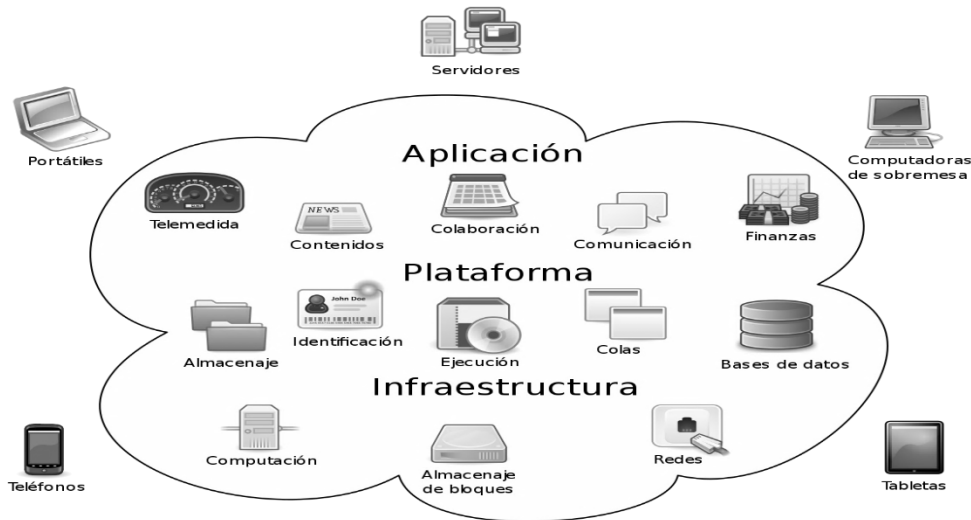 Servidores
Portátiles
Computadoras
de sobremesa
Aplicación
Telemedida
NEWS
Contenidos
Colaboración
Comunicación
Finanzas
Plataforma
John Doe
Almacenaje
Identificación
Ejecución
Colas
Bases de datos
Infraestructura
Computación
Almacenaje
de bloques
Redes
Teléfonos
Tabletas